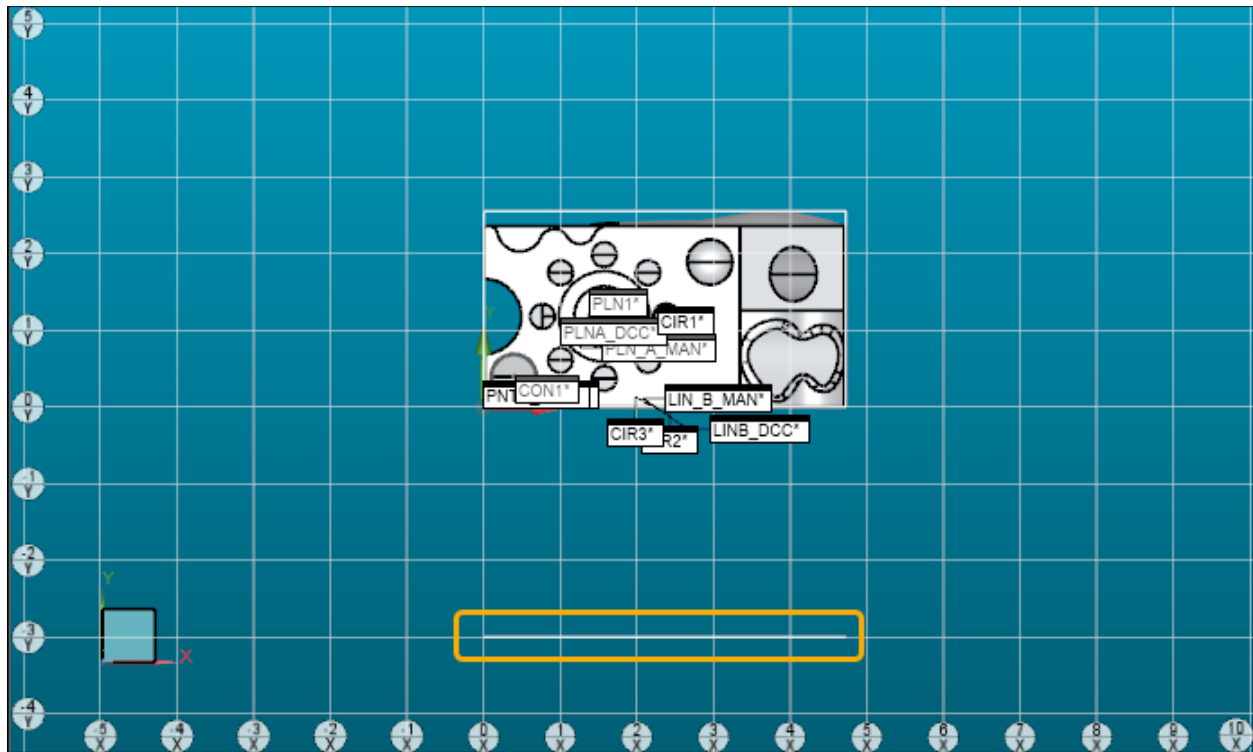 5
Y
4
Y
3
Y
2
Y
1
Y
0
Y
-1
Y
-2
Y
-3
Y
-4
Y
Y
PLN1*
CIR1*
PLNA_DCC*
PLN_A_MAN*
CON1*
PNT
LIN_B_MAN*
CIR3*
R2*
LINB_DCC*
Y
X
-5
X
-4
X
-3
X
-2
X
-1
X
0
X
1
X
2
X
3
X
4
X
5
X
6
X
7
X
8
X
9
X
10
X